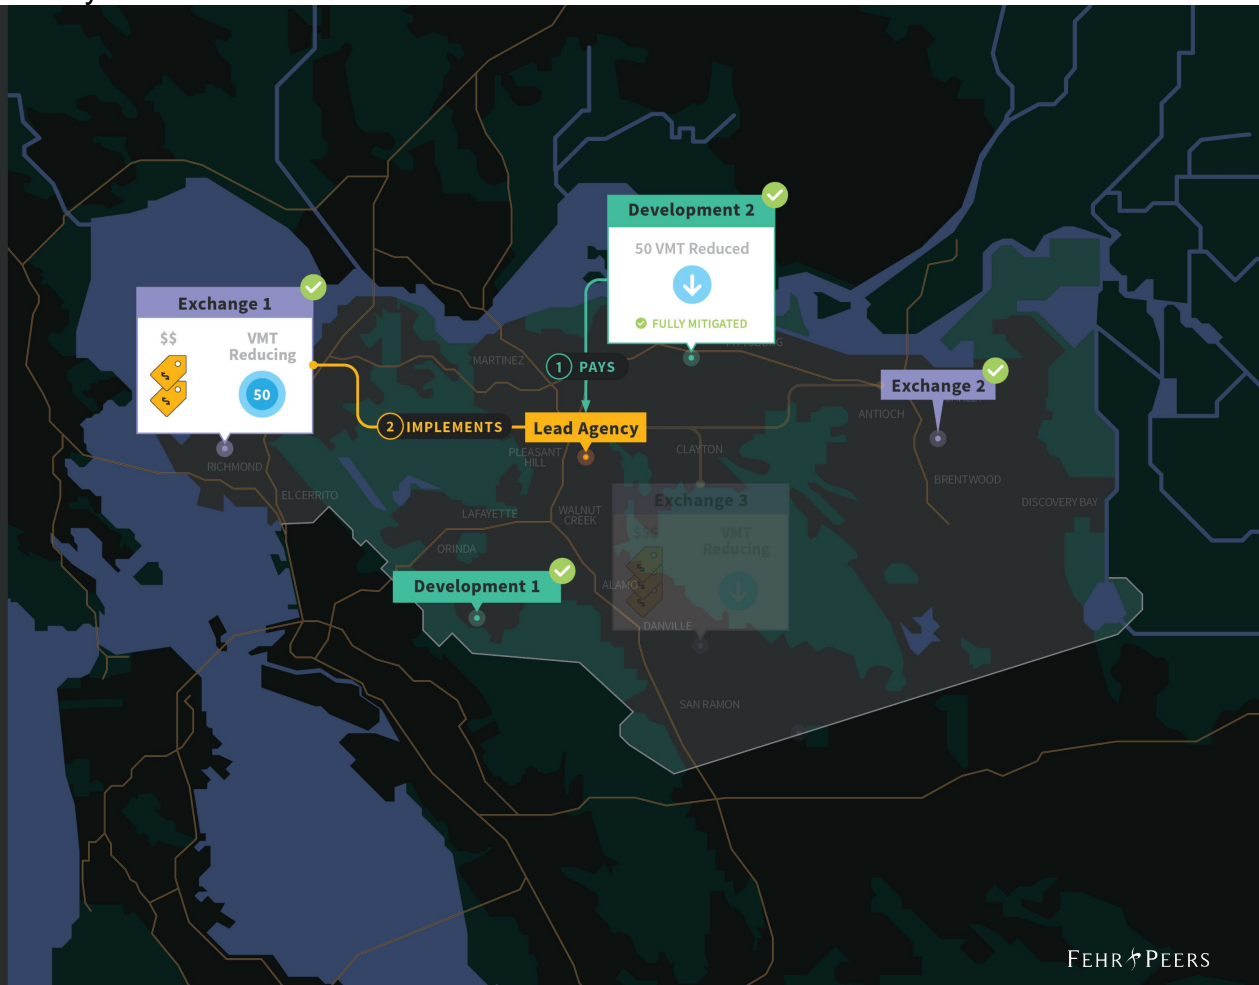 Development 2
50 VMT Reduced
FULLY MITIGATED
Exchange 1
$$
VMT
Reducing
50
1 PAYS
MARTINEZ
Exchange 2
2 IMPLEMENTS
Lead Agency
ANTIOCH
PLEASANT
HILL
CLAYTON
RICHMOND
BRENTWOOD
EL CERRITO
Exchange 3
DISCOVERY BAY
LAFAYETTE
WALNUT
CREEK
$$$
VMT
Reducing
ORINDA
Development 1
ALAMO
DANVILLE
SAN RAMON
FEHR PEERS